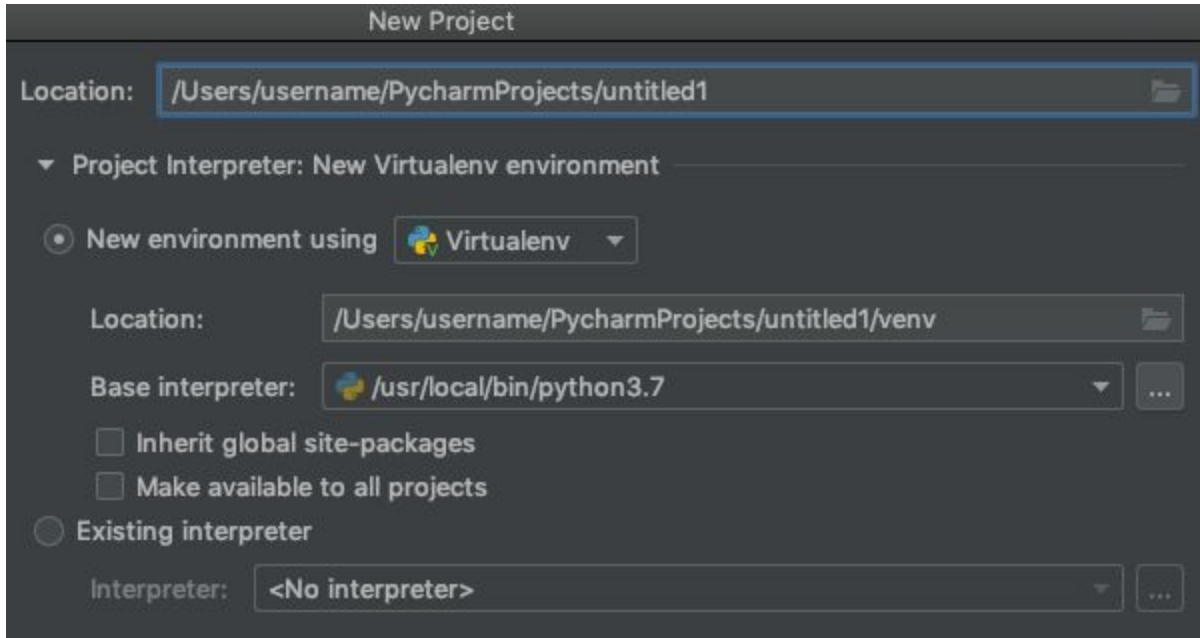 New Project
Location: /Users/username/PycharmProjects/untitled1
Project Interpreter: New Virtualenv environment
New environment using Virtualenv
Location: /Users/username/PycharmProjects/untitled1/venv
Base interpreter: /usr/local/bin/python3.7 ...
Inherit global site-packages
Make available to all projects
Existing interpreter
Interpreter: <No interpreter> ...